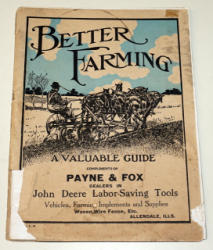 BETTER
FARMING
A VALUABLE GUIDE
COMPLIMENTS OF
PAYNE & FOX
DEALERS IN
John Deere Labor-Saving Tools
Vehicles, Farming Implements and Supplies
Woven Wire Fence, Etc.
ALLENDALE, ILLS.